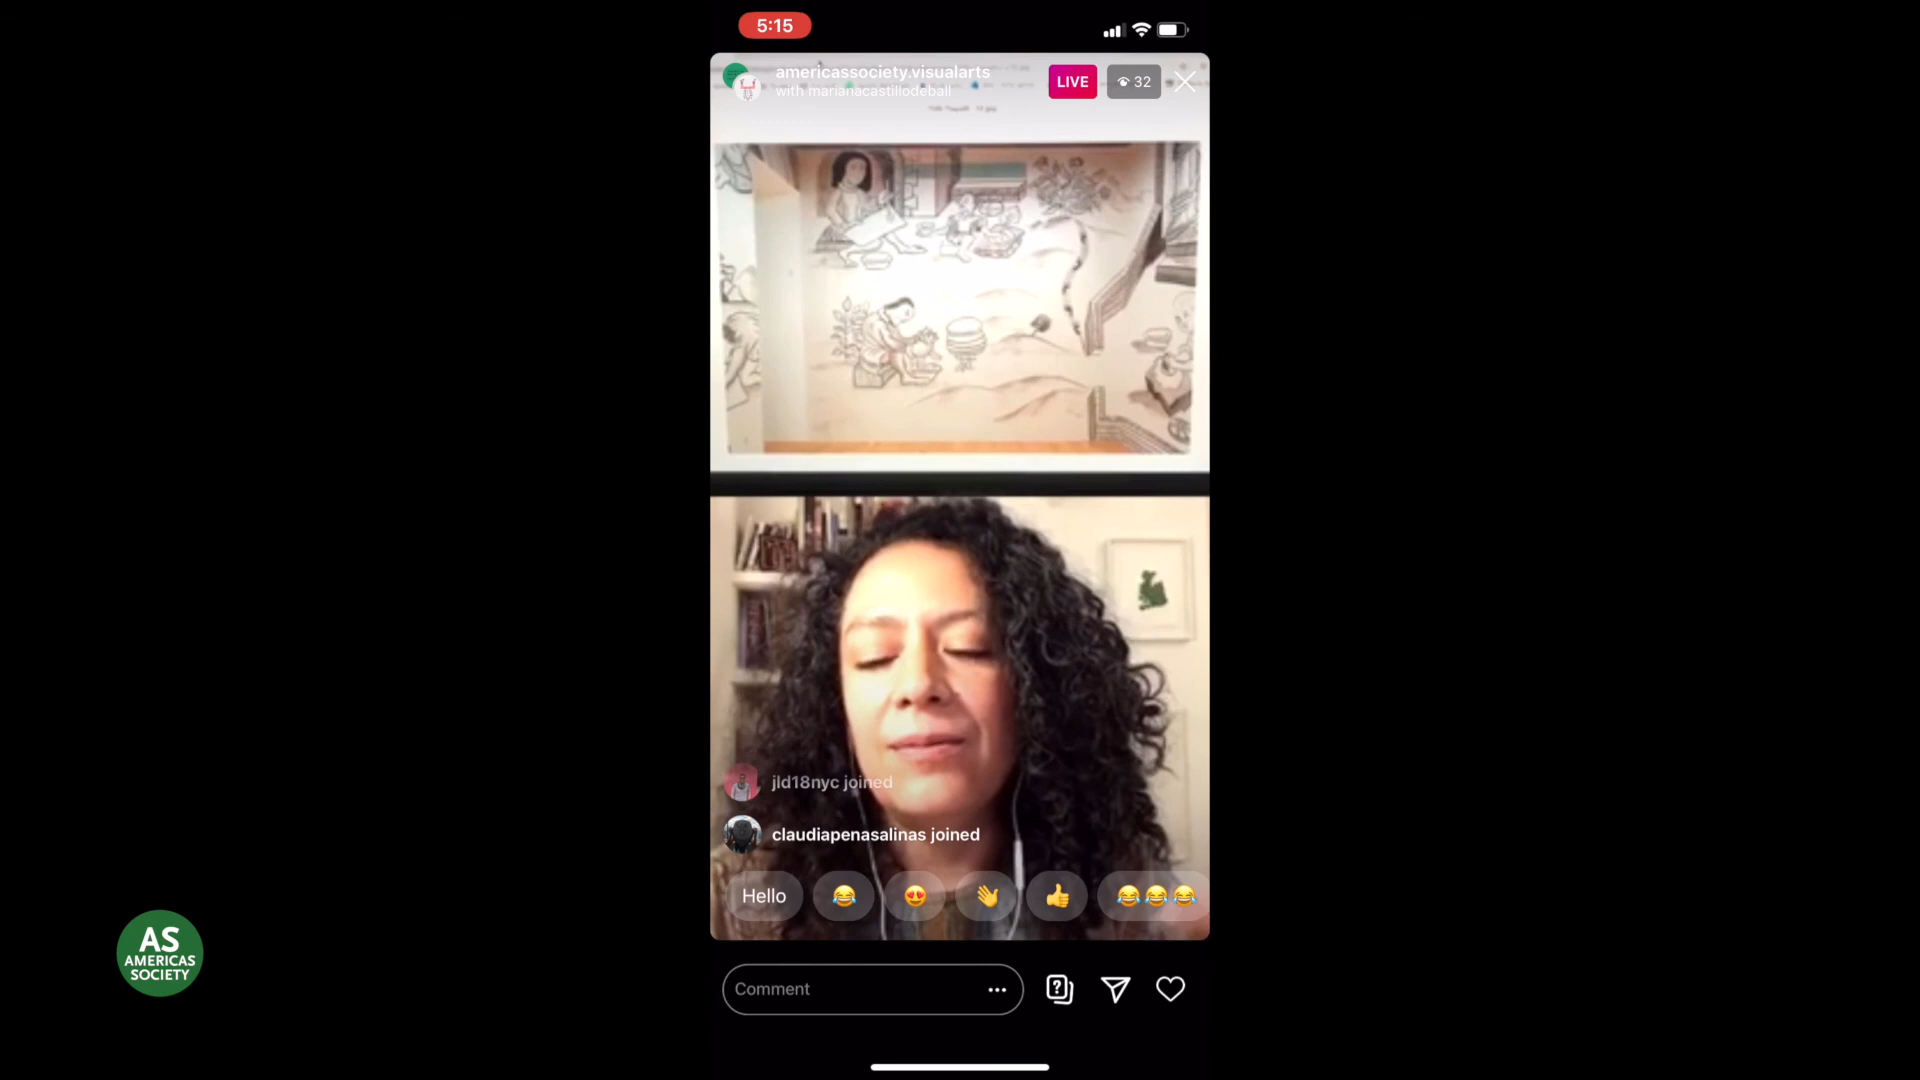 5:15
americassociety.visualarts
with marianacastillodeball
LIVE
32
jld18nyc joined
claudiapenasalinas joined
Hello
Comment
AS
AMERICAS
SOCIETY